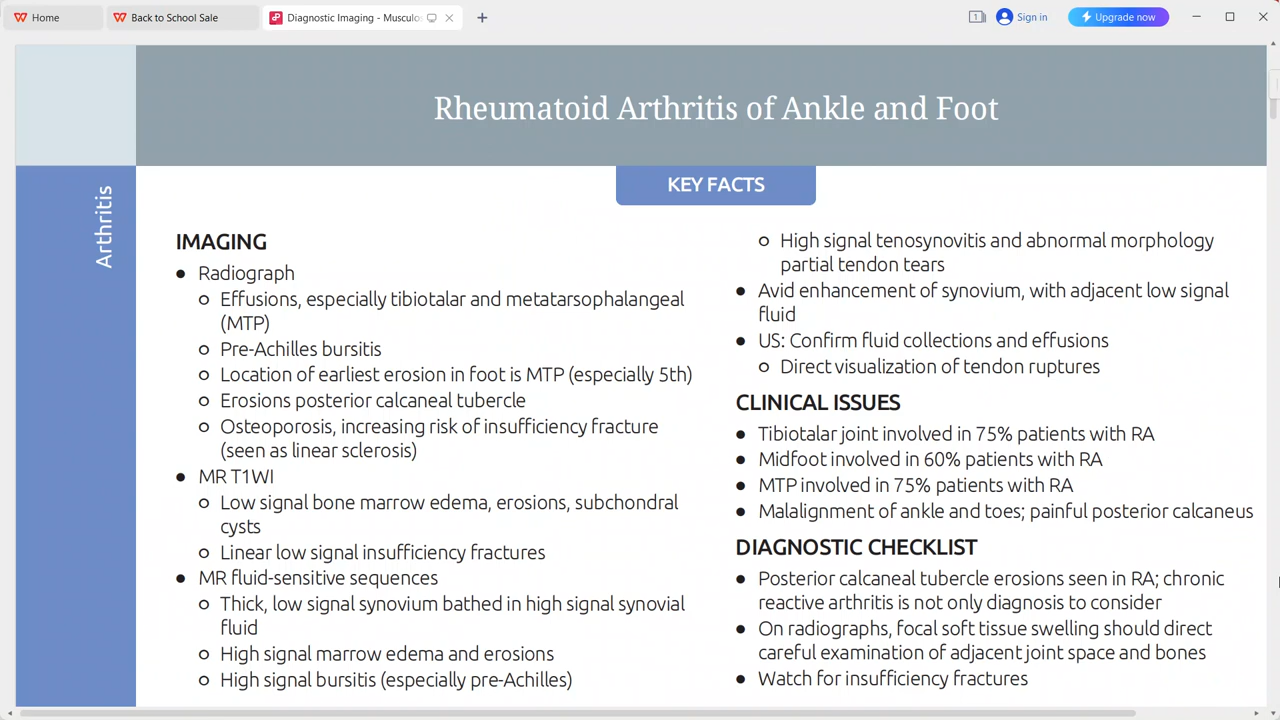 Home
Back to School Sale
Diagnostic Imaging - Musculo
1
Sign in
Upgrade now
Rheumatoid Arthritis of Ankle and Foot
Arthritis
KEY FACTS
IMAGING
● Radiograph
○ Effusions, especially tibiotalar and metatarsophalangeal
(MTP)
○ Pre-Achilles bursitis
○ Location of earliest erosion in foot is MTP (especially 5th)
○ Erosions posterior calcaneal tubercle
○ Osteoporosis, increasing risk of insufficiency fracture
(seen as linear sclerosis)
● MR T1WI
○ Low signal bone marrow edema, erosions, subchondral
cysts
○ Linear low signal insufficiency fractures
● MR fluid-sensitive sequences
○ Thick, low signal synovium bathed in high signal synovial
fluid
○ High signal marrow edema and erosions
○ High signal bursitis (especially pre-Achilles)
○ High signal tenosynovitis and abnormal morphology
partial tendon tears
● Avid enhancement of synovium, with adjacent low signal
fluid
● US: Confirm fluid collections and effusions
○ Direct visualization of tendon ruptures
CLINICAL ISSUES
● Tibiotalar joint involved in 75% patients with RA
● Midfoot involved in 60% patients with RA
● MTP involved in 75% patients with RA
● Malalignment of ankle and toes; painful posterior calcaneus
DIAGNOSTIC CHECKLIST
● Posterior calcaneal tubercle erosions seen in RA; chronic
reactive arthritis is not only diagnosis to consider
● On radiographs, focal soft tissue swelling should direct
careful examination of adjacent joint space and bones
● Watch for insufficiency fractures